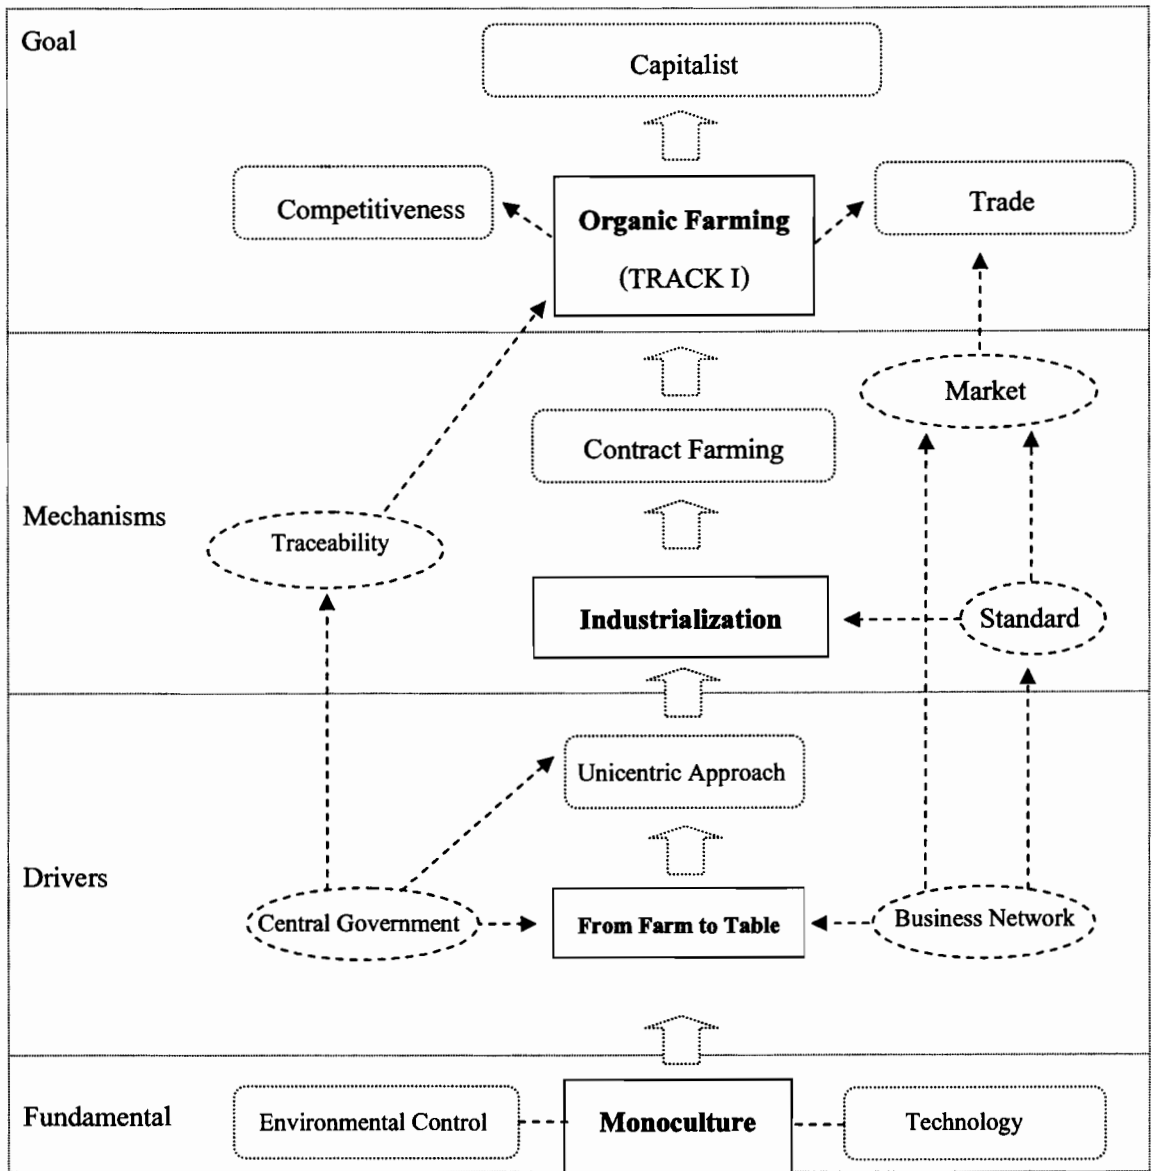 Goal
Capitalist
Competitiveness
Organic Farming
(TRACK I)
Trade
Market
Contract Farming
Mechanisms
Traceability
Industrialization
Standard
Unicentric Approach
Drivers
Central Government
From Farm to Table
Business Network
Fundamental
Environmental Control
Monoculture
Technology